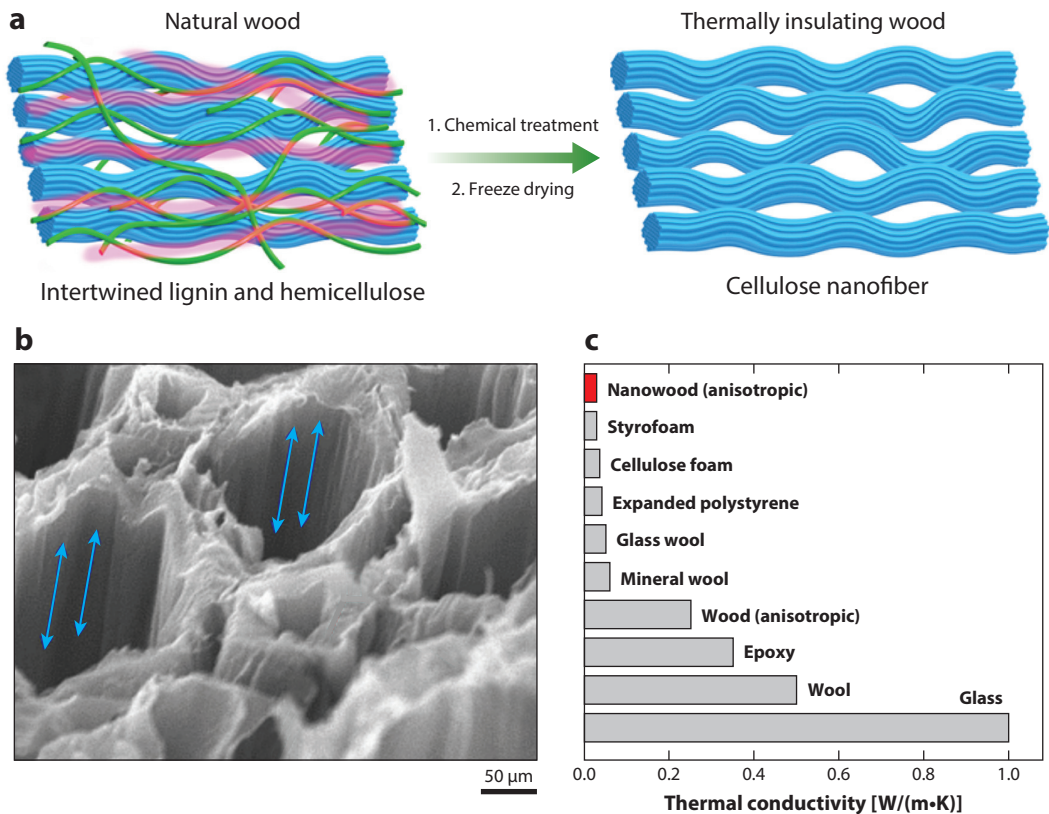 a
Natural wood
Thermally insulating wood
1. Chemical treatment
2. Freeze drying
Intertwined lignin and hemicellulose
Cellulose nanofiber
b
50 μm
c
Nanowood (anisotropic)
Styrofoam
Cellulose foam
Expanded polystyrene
Glass wool
Mineral wool
Wood (anisotropic)
Epoxy
Wool
Glass
0.0 0.2 0.4 0.6 0.8 1.0
Thermal conductivity [W/(m•K)]